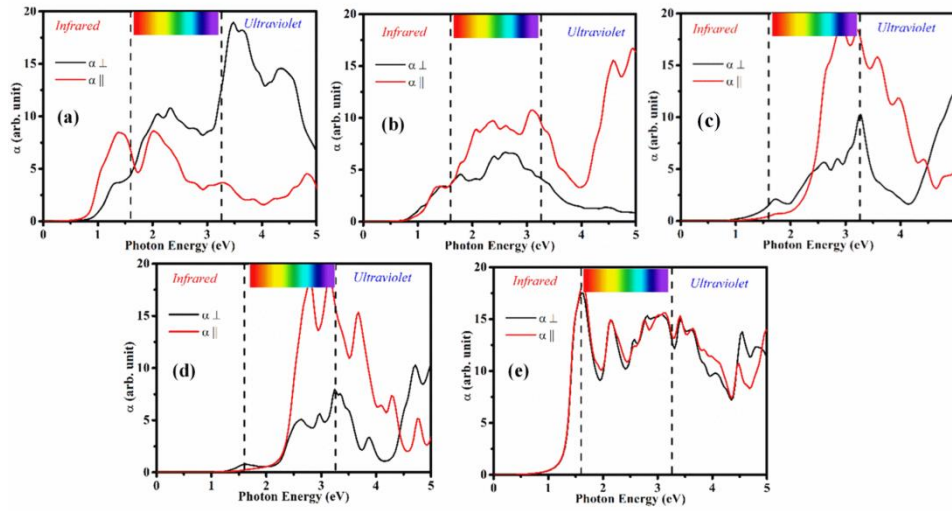 Infrared
Ultraviolet
α ⊥
α ||
(a)
α (arb. unit)
20
15
10
5
0
0 1 2 3 4 5
Photon Energy (eV)
Infrared
Ultraviolet
α ⊥
α ||
(b)
α (arb. unit)
20
15
10
5
0
0 1 2 3 4 5
Photon Energy (eV)
Infrared
Ultraviolet
α ⊥
α ||
(c)
α (arb. unit)
20
15
10
5
0
0 1 2 3 4
Photon Energy (eV)
Infrared
Ultraviolet
α ⊥
α ||
(d)
α (arb. unit)
20
15
10
5
0
0 1 2 3 4 5
Photon Energy (eV)
Infrared
Ultraviolet
α ⊥
α ||
(e)
α (arb. unit)
20
15
10
5
0
0 1 2 3 4 5
Photon Energy (eV)